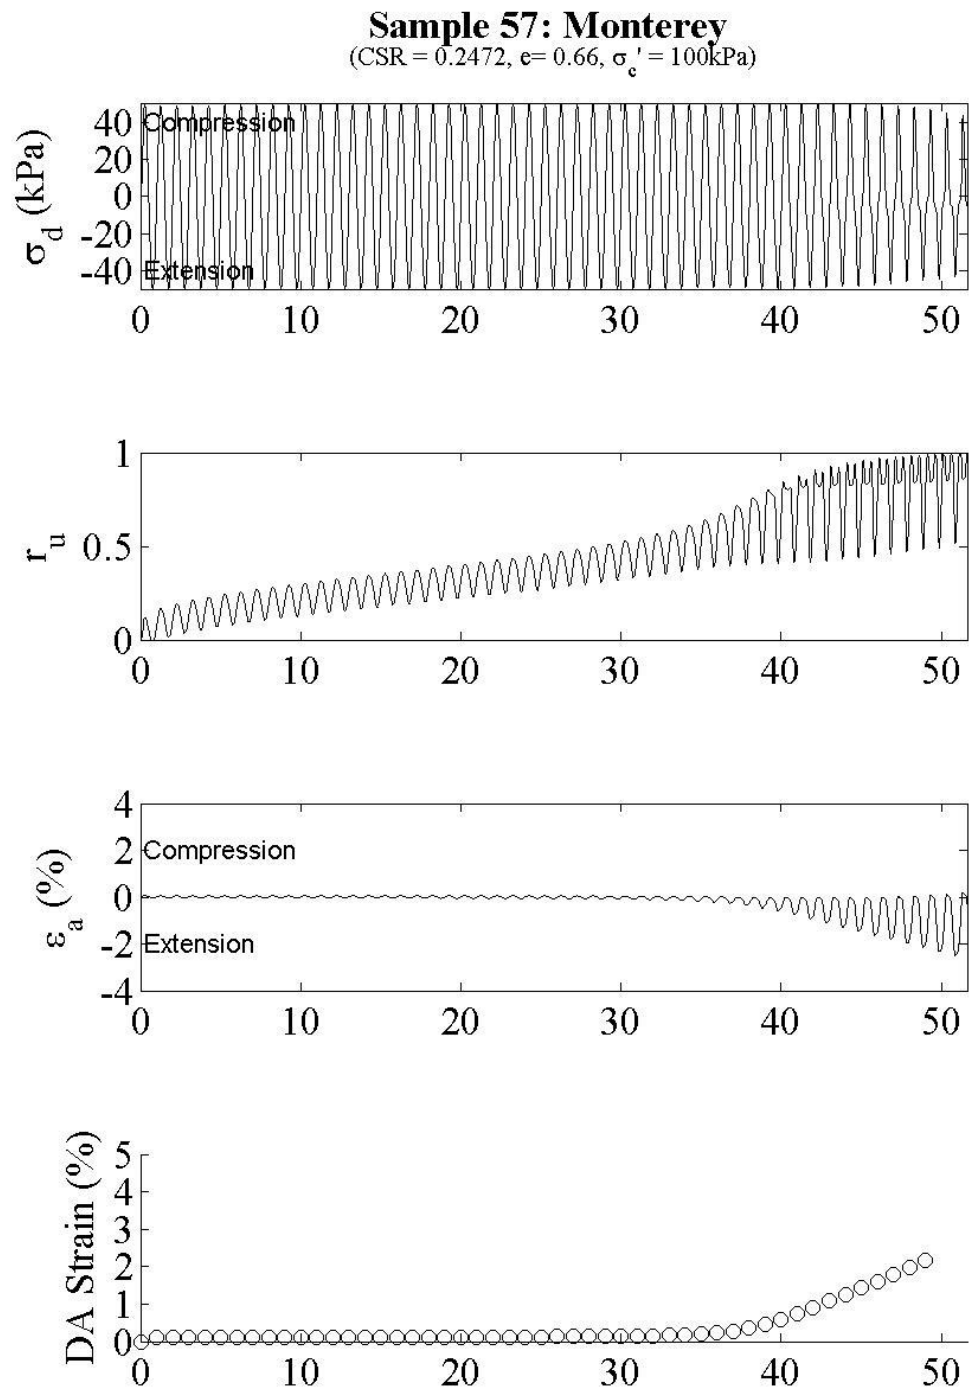 Sample 57: Monterey
(CSR = 0.2472, e= 0.66, σc' = 100kPa)
σd (kPa)
40
20
0
-20
-40
Compression
Extension
0 10 20 30 40 50
ru
1
0.5
0
0 10 20 30 40 50
εa (%)
4
2
0
-2
-4
Compression
Extension
0 10 20 30 40 50
DA Strain (%)
5
4
3
2
1
0
0 10 20 30 40 50